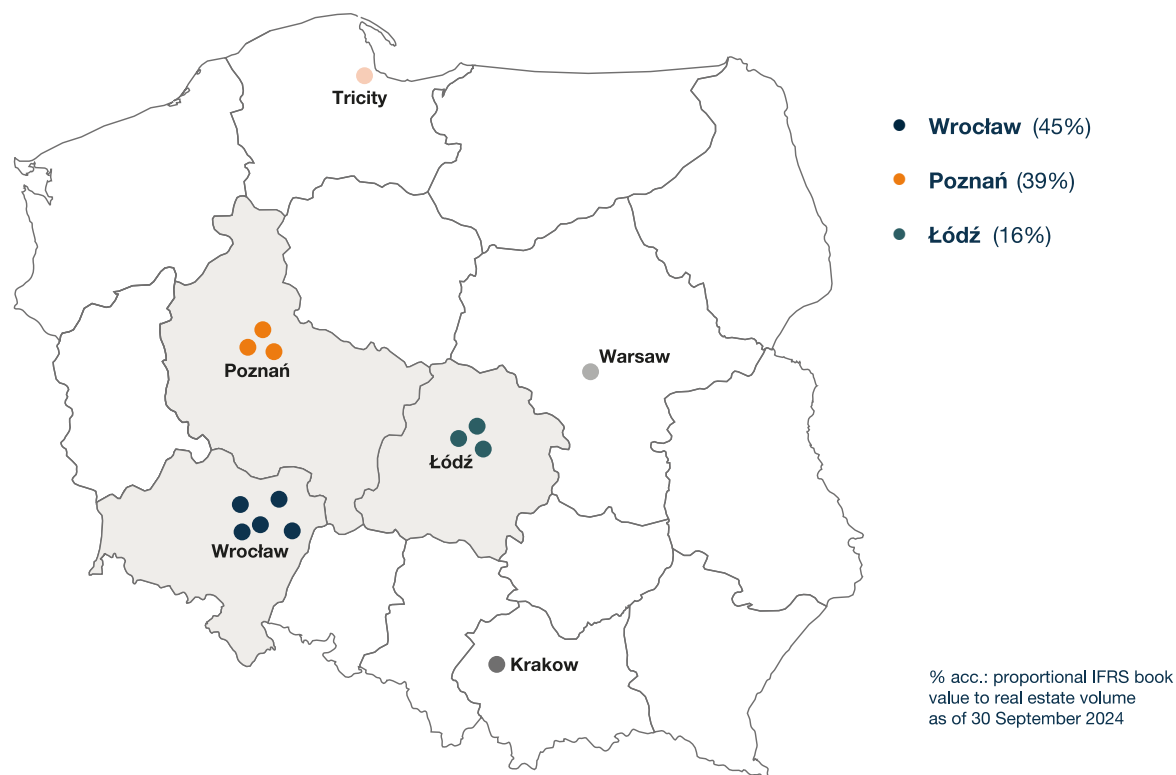 Tricity
Wrocław (45%)
Poznań (39%)
Łódź (16%)
Warsaw
Poznań
Łódź
Wrocław
Krakow
% acc.: proportional IFRS book
value to real estate volume
as of 30 September 2024